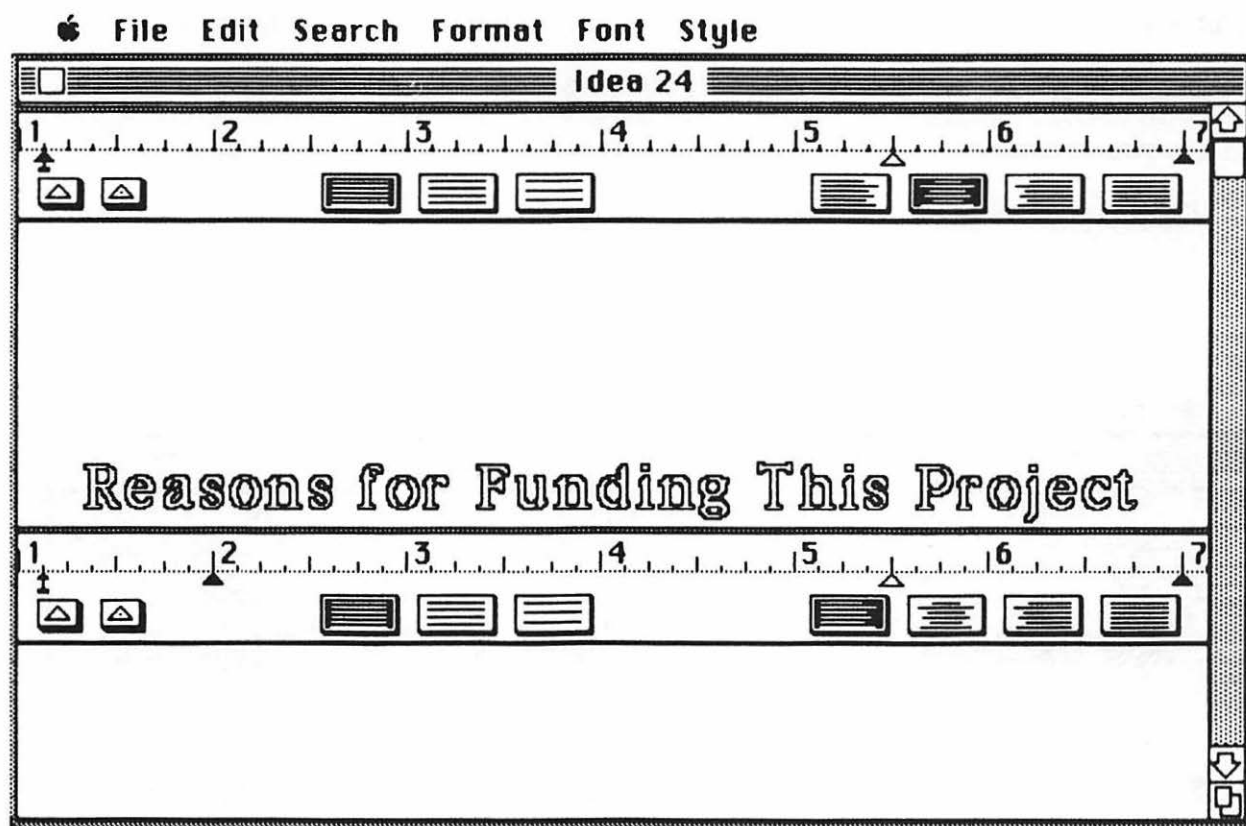 File Edit Search Format Font Style
Idea 24
1 2 3 4 5 6 7
Reasons for Funding This Project
1 2 3 4 5 6 7